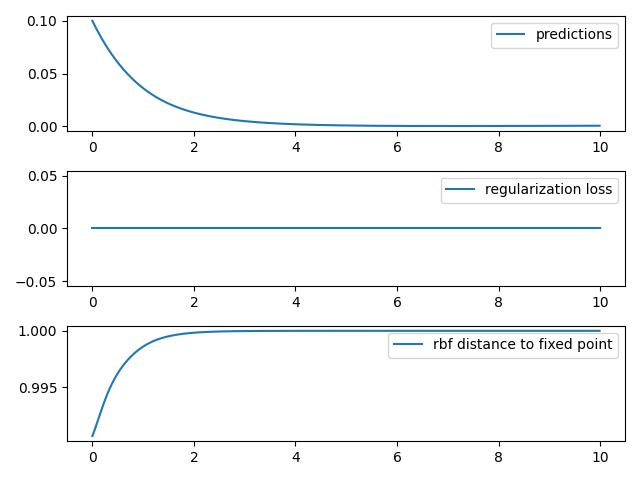 0.10
0.05
0.00
predictions
0 2 4 6 8 10
0.05
0.00
−0.05
regularization loss
0 2 4 6 8 10
1.000
0.995
rbf distance to fixed point
0 2 4 6 8 10